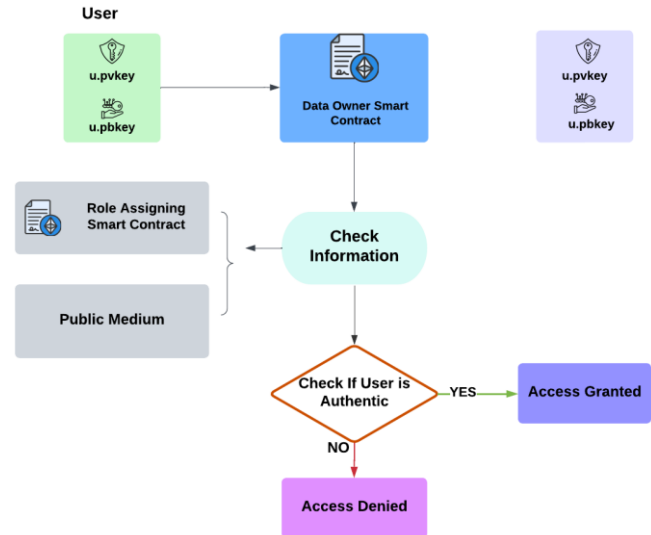 User
u.pvkey
u.pbkey
Data Owner Smart
Contract
u.pvkey
u.pbkey
Role Assigning
Smart Contract
Check
Information
Public Medium
Check If User is
Authentic
YES
Access Granted
NO
Access Denied